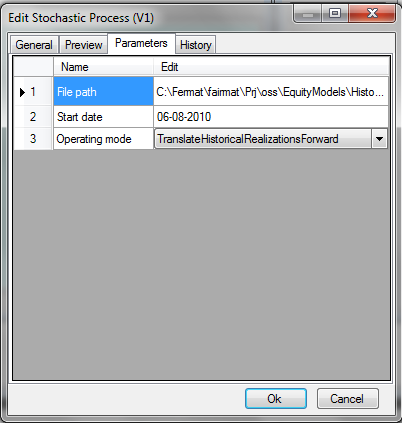 Edit Stochastic Process (V1)
General Preview Parameters History
Name Edit
1 File path C:\Fermat\fairmat\Prj\oss\EquityModels\Histo...
2 Start date 06-08-2010
3 Operating mode TranslateHistoricalRealizationsForward
Ok Cancel